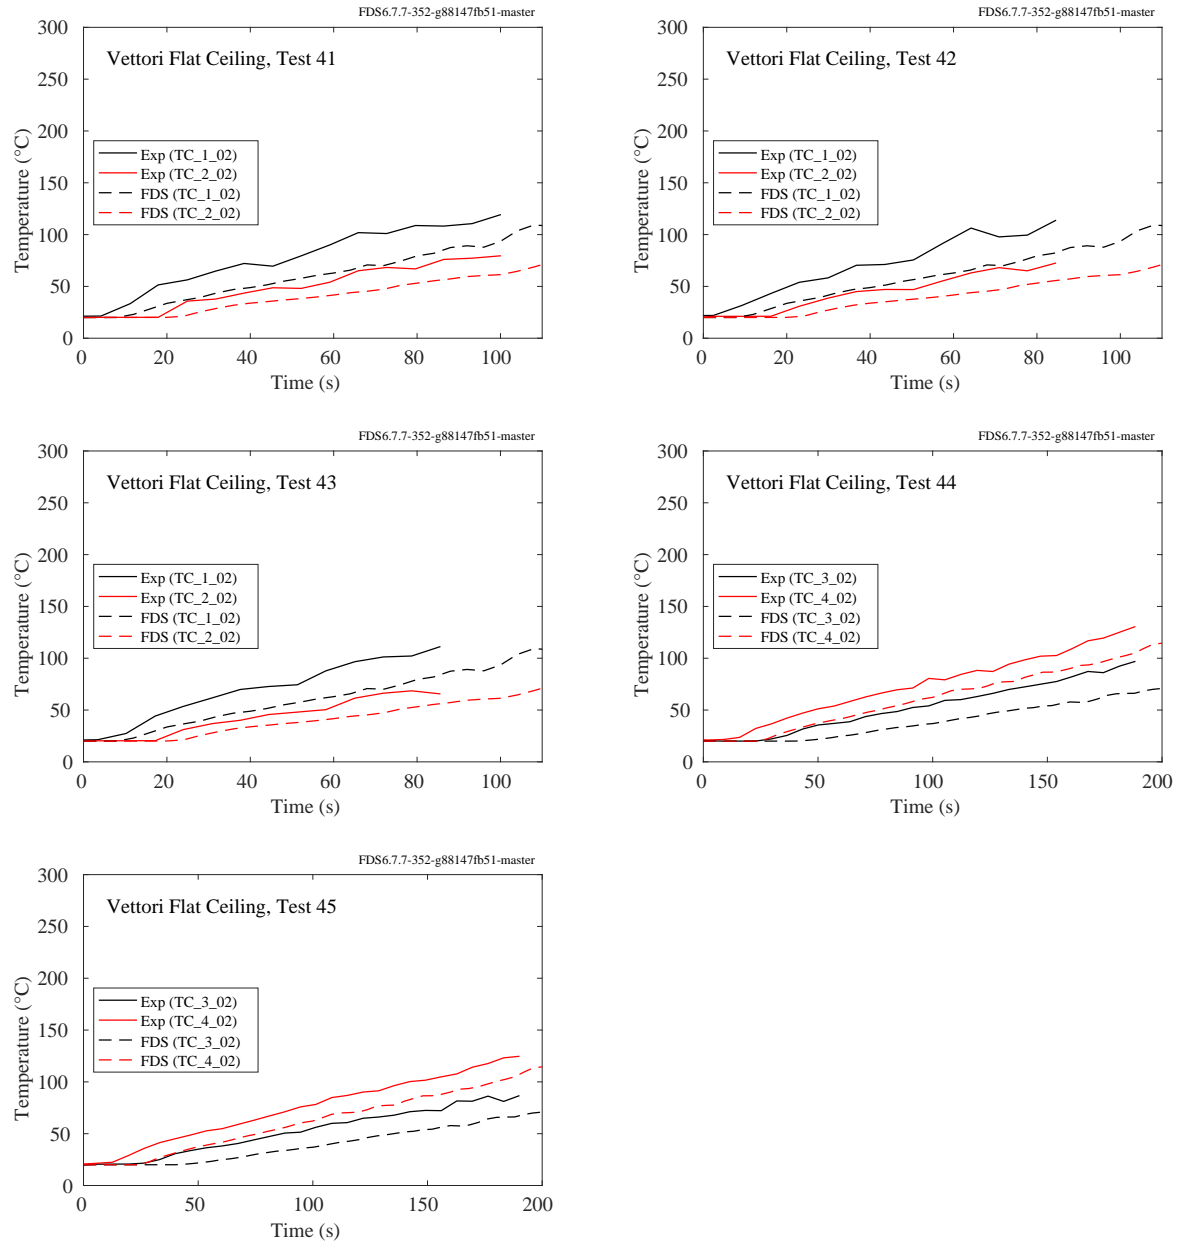 FDS6.7.7-352-g88147fb51-master
Vettori Flat Ceiling, Test 41
300
250
200
150
100
50
0
Temperature (°C)
Exp (TC_1_02)
Exp (TC_2_02)
FDS (TC_1_02)
FDS (TC_2_02)
0 20 40 60 80 100
Time (s)
FDS6.7.7-352-g88147fb51-master
Vettori Flat Ceiling, Test 42
300
250
200
150
100
50
0
Temperature (°C)
Exp (TC_1_02)
Exp (TC_2_02)
FDS (TC_1_02)
FDS (TC_2_02)
0 20 40 60 80 100
Time (s)
FDS6.7.7-352-g88147fb51-master
Vettori Flat Ceiling, Test 43
300
250
200
150
100
50
0
Temperature (°C)
Exp (TC_1_02)
Exp (TC_2_02)
FDS (TC_1_02)
FDS (TC_2_02)
0 20 40 60 80 100
Time (s)
FDS6.7.7-352-g88147fb51-master
Vettori Flat Ceiling, Test 44
300
250
200
150
100
50
0
Temperature (°C)
Exp (TC_3_02)
Exp (TC_4_02)
FDS (TC_3_02)
FDS (TC_4_02)
0 50 100 150 200
Time (s)
FDS6.7.7-352-g88147fb51-master
Vettori Flat Ceiling, Test 45
300
250
200
150
100
50
0
Temperature (°C)
Exp (TC_3_02)
Exp (TC_4_02)
FDS (TC_3_02)
FDS (TC_4_02)
0 50 100 150 200
Time (s)